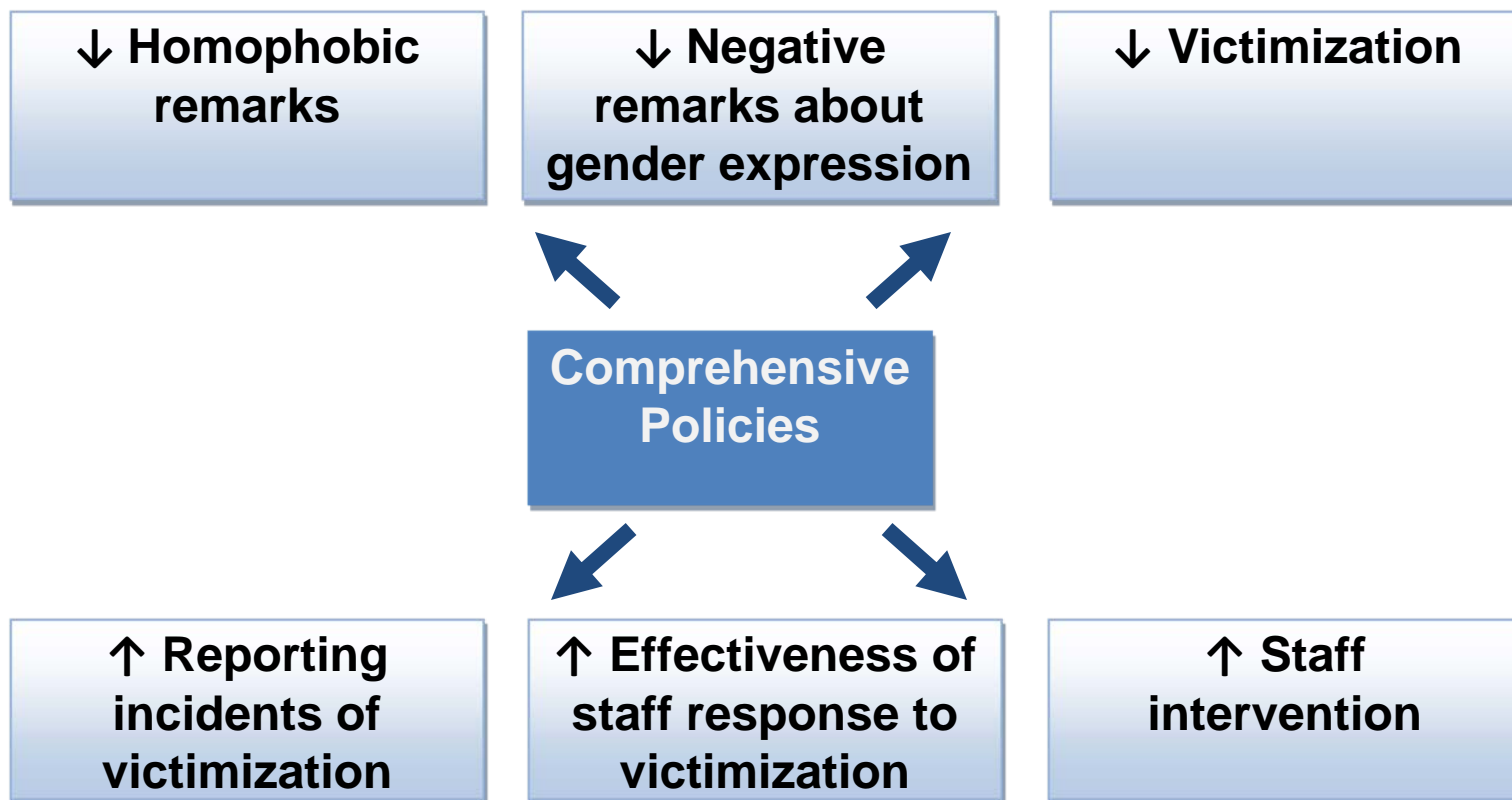 ↓ Homophobic
remarks
↓ Negative
remarks about
gender expression
↓ Victimization
Comprehensive
Policies
↑ Reporting
incidents of
victimization
↑ Effectiveness of
staff response to
victimization
↑ Staff
intervention